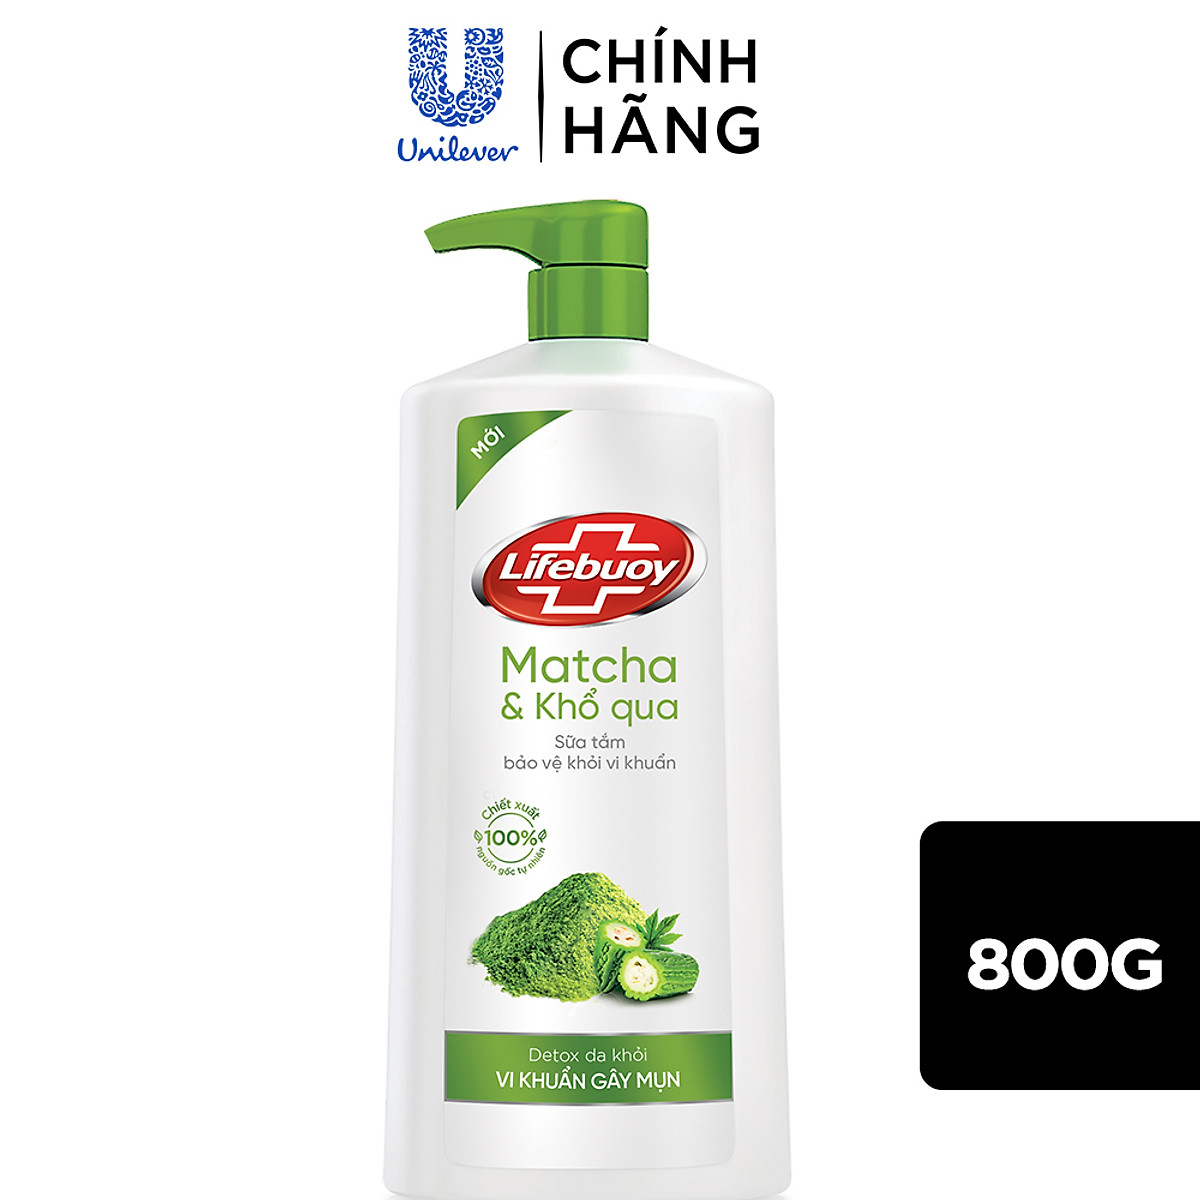 Unilever
CHÍNH
HÃNG
MỚI
Lifebuoy
Matcha
& Khổ qua
Sữa tắm
bảo vệ khỏi vi khuẩn
Chiết xuất
100%
nguồn gốc tự nhiên
800G
Detox da khỏi
VI KHUẨN GÂY MỤN